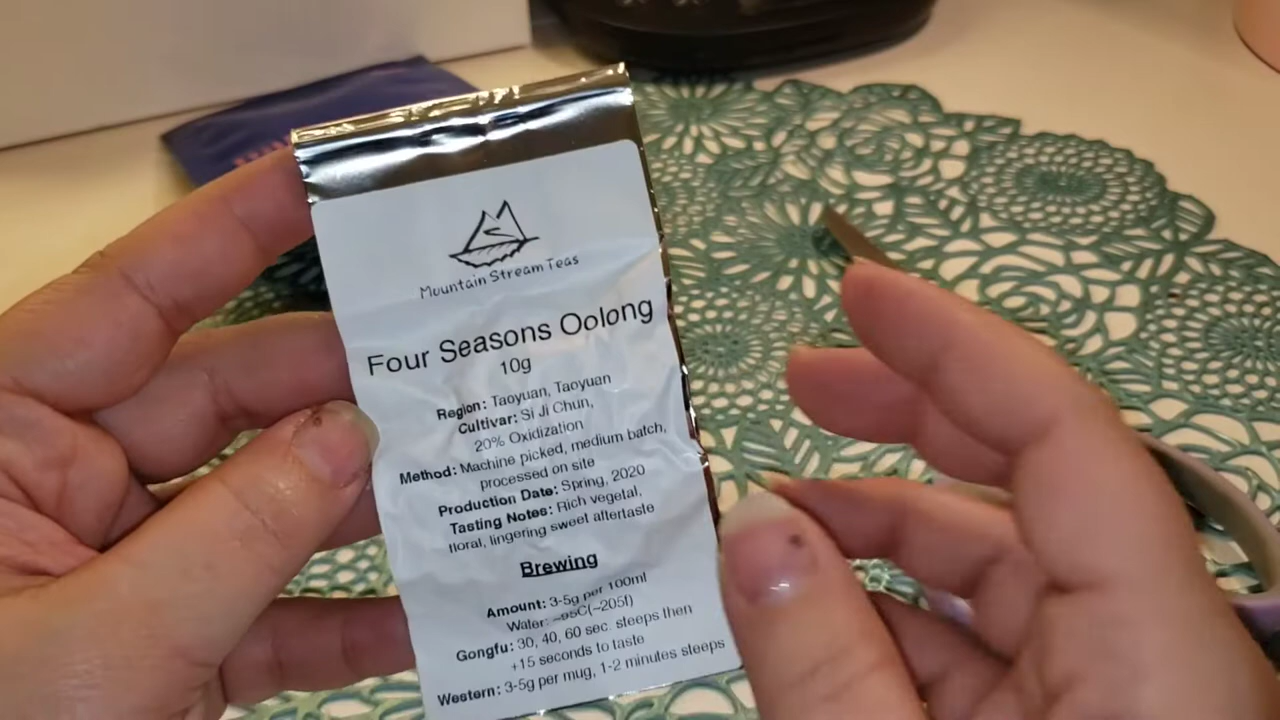 Mountain Stream Teas
Four Seasons Oolong
10g
Region: Taoyuan, Taoyuan
Cultivar: Si Ji Chun,
20% Oxidization
Method: Machine picked, medium batch,
processed on site
Production Date: Spring, 2020
Tasting Notes: Rich vegetal,
floral, lingering sweet aftertaste
Brewing
Amount: 3-5g per 100ml
Water: ~95C(~205f)
Gongfu: 30, 40, 60 sec. steeps then
+15 seconds to taste
Western: 3-5g per mug, 1-2 minutes steeps